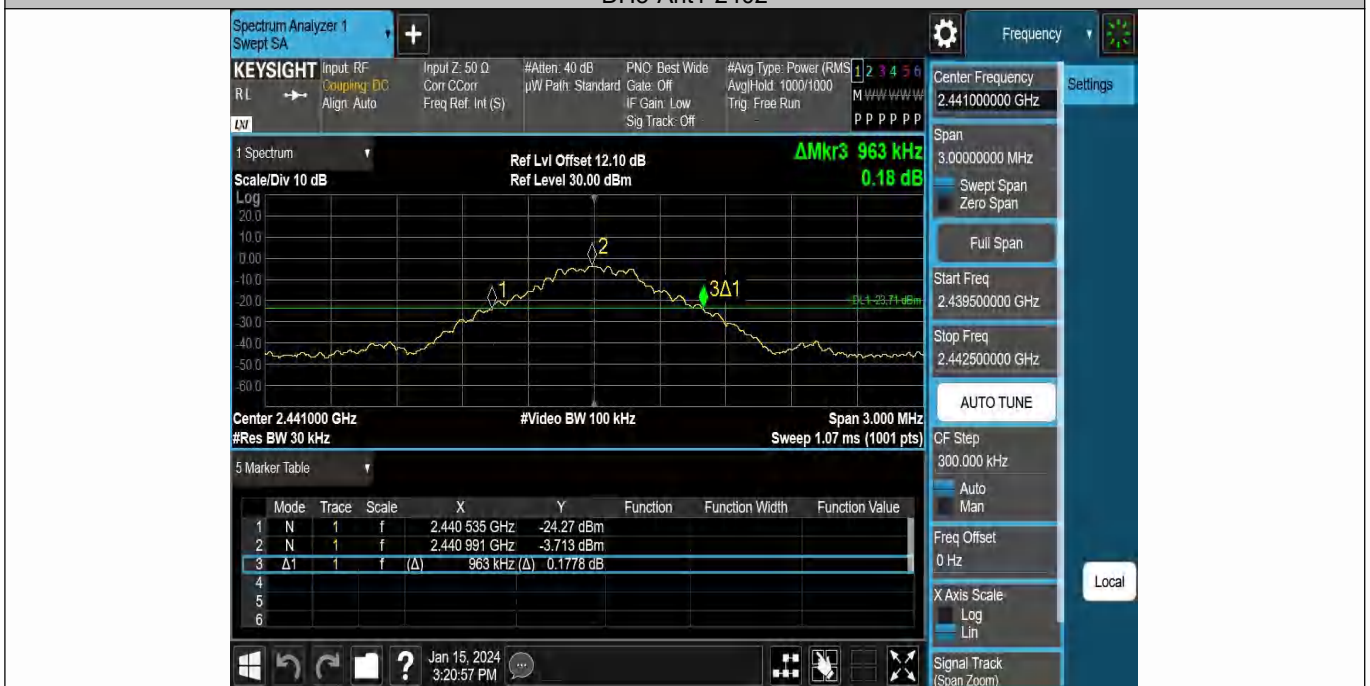 Spectrum Analyzer 1
Swept SA
+
Frequency
KEYSIGHT
RL
LXI
Input: RF
Coupling: DC
Align: Auto
Input Z: 50 Ω
Corr CCorr
Freq Ref: Int (S)
#Atten: 40 dB
µW Path: Standard
PNO: Best Wide
Gate: Off
IF Gain: Low
Sig Track: Off
#Avg Type: Power (RMS
Avg|Hold: 1000/1000
Trig: Free Run
1 2 3 4 5 6
M W W W W W
P P P P P P
Center Frequency
2.441000000 GHz
Settings
Span
3.00000000 MHz
Swept Span
Zero Span
Full Span
Start Freq
2.439500000 GHz
Stop Freq
2.442500000 GHz
AUTO TUNE
CF Step
300.000 kHz
Auto
Man
Freq Offset
0 Hz
X Axis Scale
Log
Lin
Signal Track
(Span Zoom)
Local
1 Spectrum
Scale/Div 10 dB
Ref Lvl Offset 12.10 dB
Ref Level 30.00 dBm
ΔMkr3 963 kHz
0.18 dB
Log
20.0
10.0
0.00
-10.0
-20.0
-30.0
-40.0
-50.0
-60.0
2
1
3Δ1
DL1 -23.71 dBm
Center 2.441000 GHz
#Res BW 30 kHz
#Video BW 100 kHz
Span 3.000 MHz
Sweep 1.07 ms (1001 pts)
5 Marker Table
Mode Trace Scale X Y Function Function Width Function Value
1 N 1 f 2.440 535 GHz -24.27 dBm
2 N 1 f 2.440 991 GHz -3.713 dBm
3 Δ1 1 f (Δ) 963 kHz (Δ) 0.1778 dB
4
5
6
?
Jan 15, 2024
3:20:57 PM